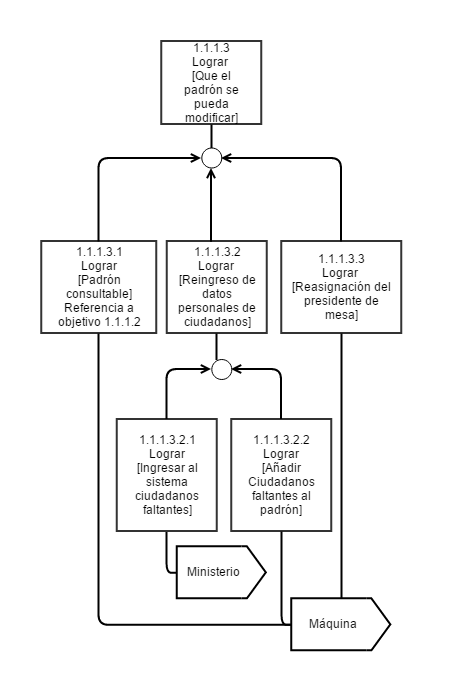 1.1.1.3
Lograr
[Que el
padrón se
pueda
modificar]
1.1.1.3.1
Lograr
[Padrón
consultable]
Referencia a
objetivo 1.1.1.2
1.1.1.3.2
Lograr
[Reingreso de
datos
personales de
ciudadanos]
1.1.1.3.3
Lograr
[Reasignación del
presidente de
mesa]
1.1.1.3.2.1
Lograr
[Ingresar al
sistema
ciudadanos
faltantes]
1.1.1.3.2.2
Lograr
[Añadir
Ciudadanos
faltantes al
padrón]
Ministerio
Máquina